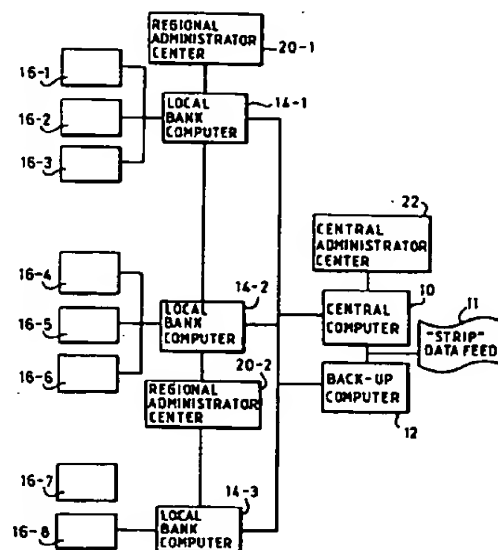 REGIONAL
ADMINISTRATOR
CENTER
20-1
16-1
16-2
16-3
LOCAL
BANK
COMPUTER
14-1
22
CENTRAL
ADMINISTRATOR
CENTER
16-4
16-5
16-6
LOCAL
BANK
COMPUTER
14-2
10
CENTRAL
COMPUTER
11
"STRIP"
DATA FEED
20-2
REGIONAL
ADMINISTRATOR
CENTER
BACK-UP
COMPUTER
12
16-7
16-8
14-3
LOCAL
BANK
COMPUTER